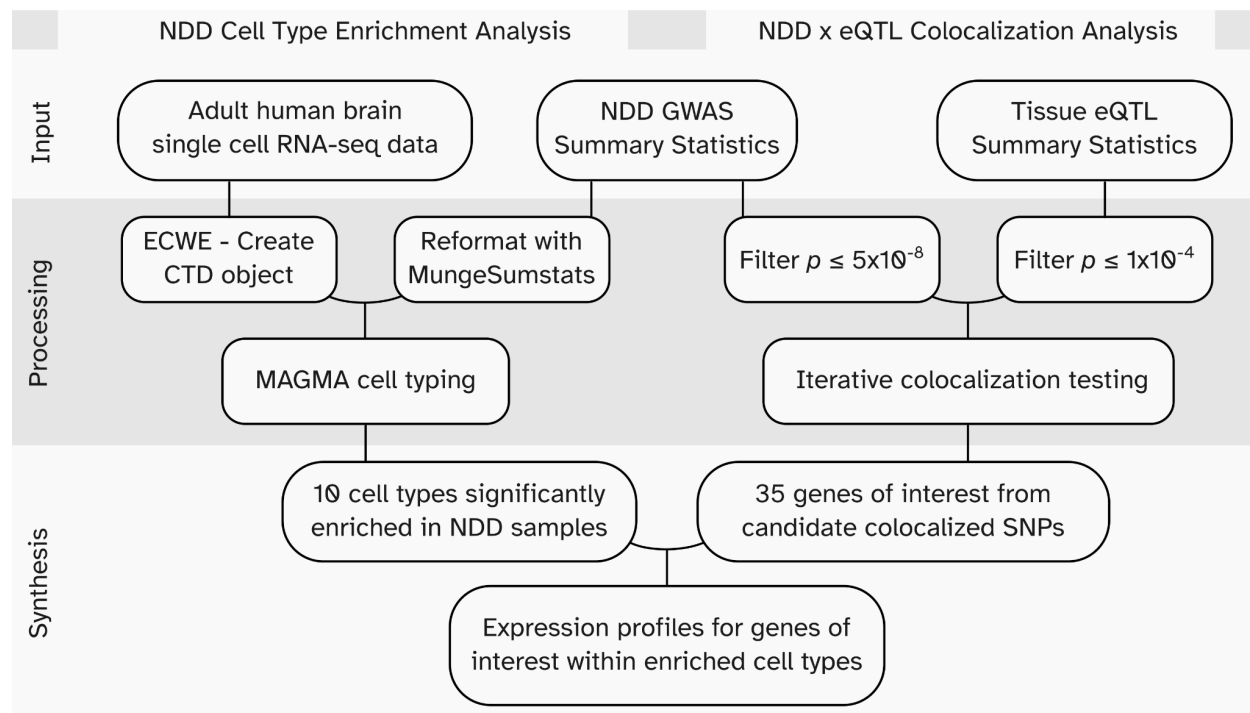 NDD Cell Type Enrichment Analysis
NDD x eQTL Colocalization Analysis
Input
Adult human brain
single cell RNA-seq data
NDD GWAS
Summary Statistics
Tissue eQTL
Summary Statistics
Processing
ECWE - Create
CTD object
Reformat with
MungeSumstats
Filter p ≤ 5x10⁻⁸
Filter p ≤ 1x10⁻⁴
MAGMA cell typing
Iterative colocalization testing
Synthesis
10 cell types significantly
enriched in NDD samples
35 genes of interest from
candidate colocalized SNPs
Expression profiles for genes of
interest within enriched cell types